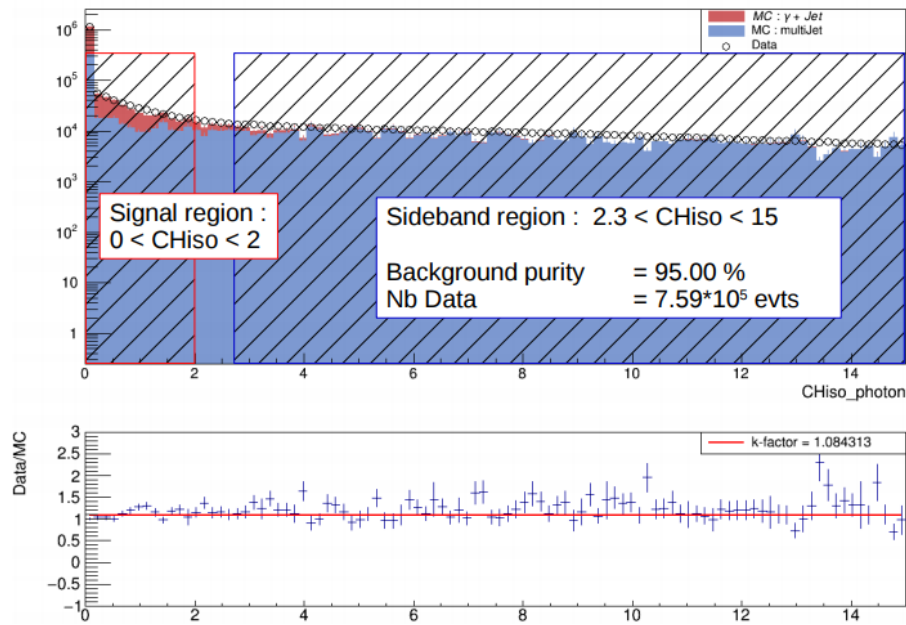 MC : γ + Jet
MC : multiJet
Data
10⁶
10⁵
10⁴
10³
10²
10
1
Signal region :
0 < CHiso < 2
Sideband region : 2.3 < CHiso < 15
Background purity = 95.00 %
Nb Data = 7.59*10⁵ evts
0 2 4 6 8 10 12 14
CHiso_photon
Data/MC
k-factor = 1.084313
3
2.5
2
1.5
1
0.5
0
−0.5
−1
0 2 4 6 8 10 12 14